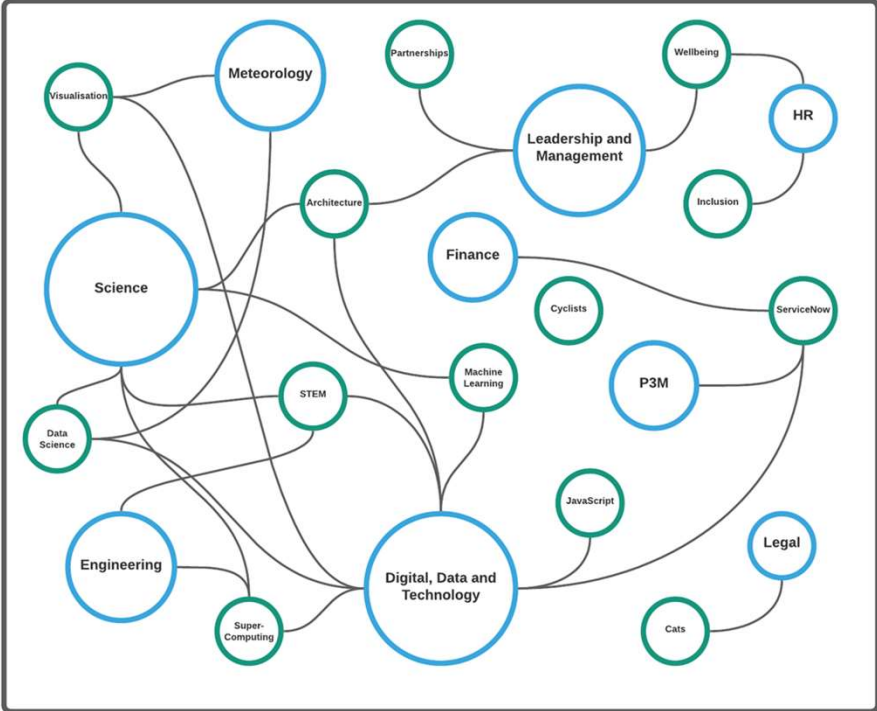 Partnerships
Wellbeing
Meteorology
Visualisation
HR
Leadership and
Management
Architecture
Inclusion
Finance
Science
Cyclists
ServiceNow
Machine
Learning
P3M
STEM
Data
Science
JavaScript
Legal
Engineering
Digital, Data and
Technology
Super-
Computing
Cats